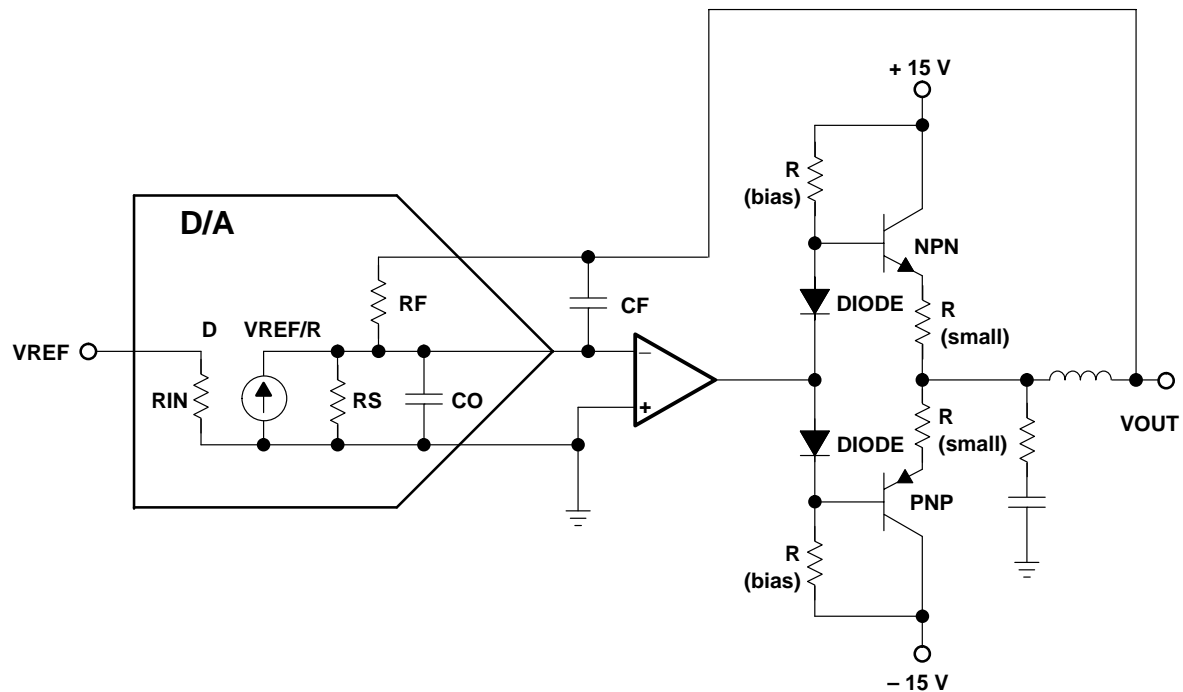 + 15 V
R
(bias)
D/A
NPN
RF
CF
DIODE
R
(small)
D VREF/R
VREF
–
RIN
RS
CO
+
VOUT
DIODE
R
(small)
PNP
R
(bias)
– 15 V